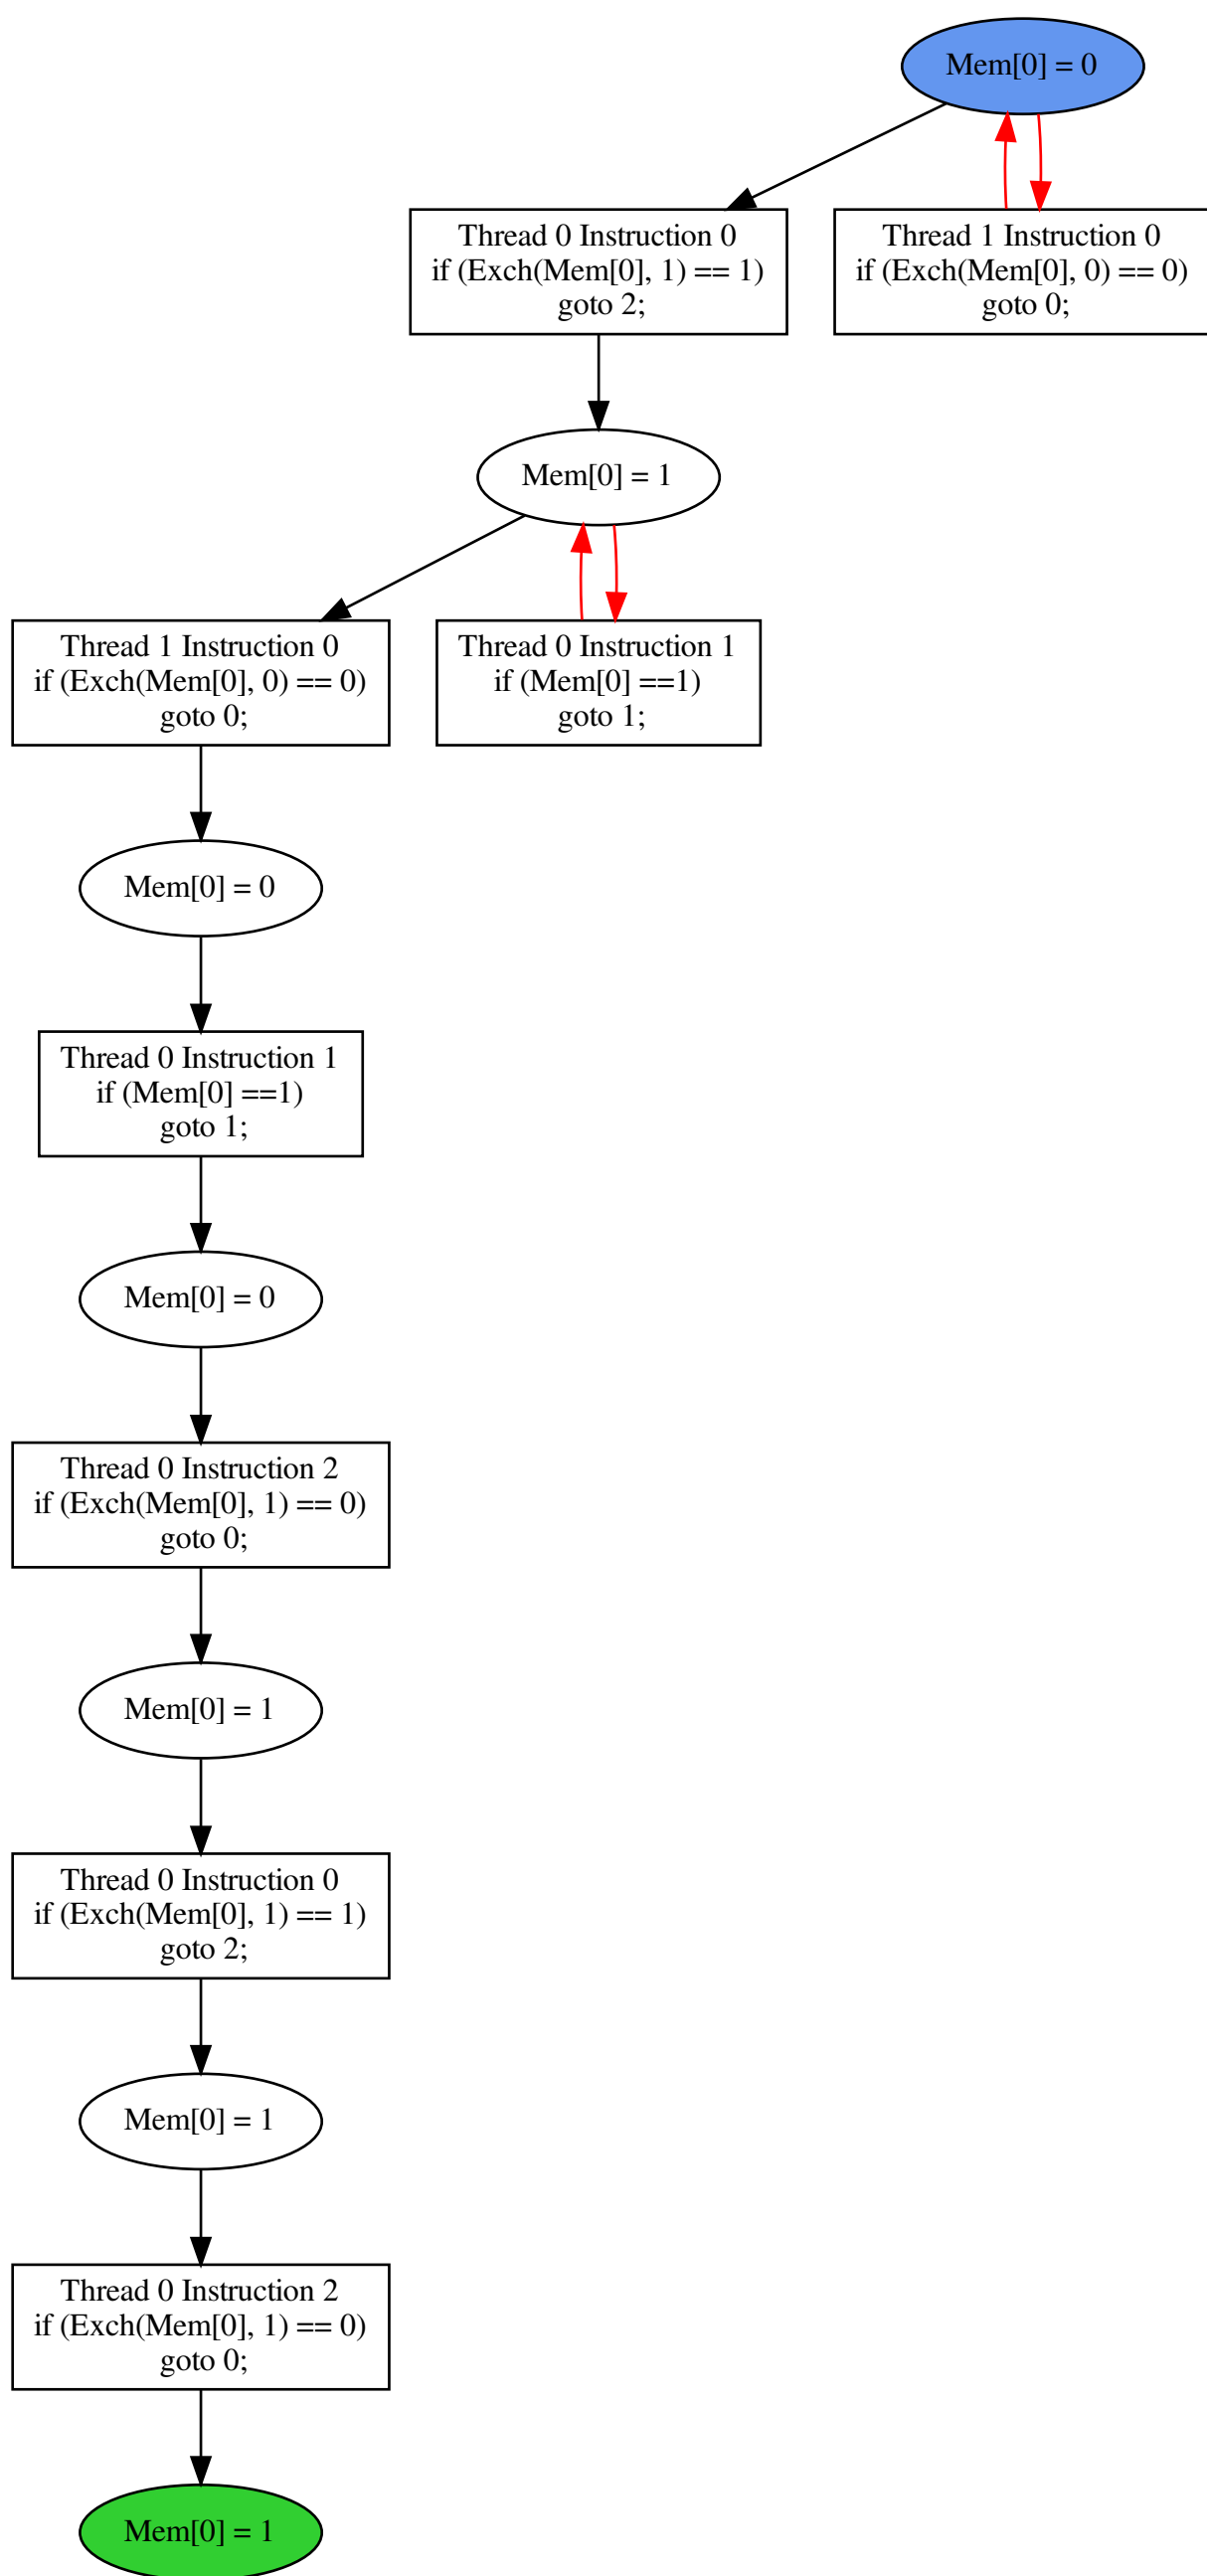 Mem[0] = 0
Thread 0 Instruction 0
if (Exch(Mem[0], 1) == 1)
goto 2;
Thread 1 Instruction 0
if (Exch(Mem[0], 0) == 0)
goto 0;
Mem[0] = 1
Thread 1 Instruction 0
if (Exch(Mem[0], 0) == 0)
goto 0;
Thread 0 Instruction 1
if (Mem[0] ==1)
goto 1;
Mem[0] = 0
Thread 0 Instruction 1
if (Mem[0] ==1)
goto 1;
Mem[0] = 0
Thread 0 Instruction 2
if (Exch(Mem[0], 1) == 0)
goto 0;
Mem[0] = 1
Thread 0 Instruction 0
if (Exch(Mem[0], 1) == 1)
goto 2;
Mem[0] = 1
Thread 0 Instruction 2
if (Exch(Mem[0], 1) == 0)
goto 0;
Mem[0] = 1